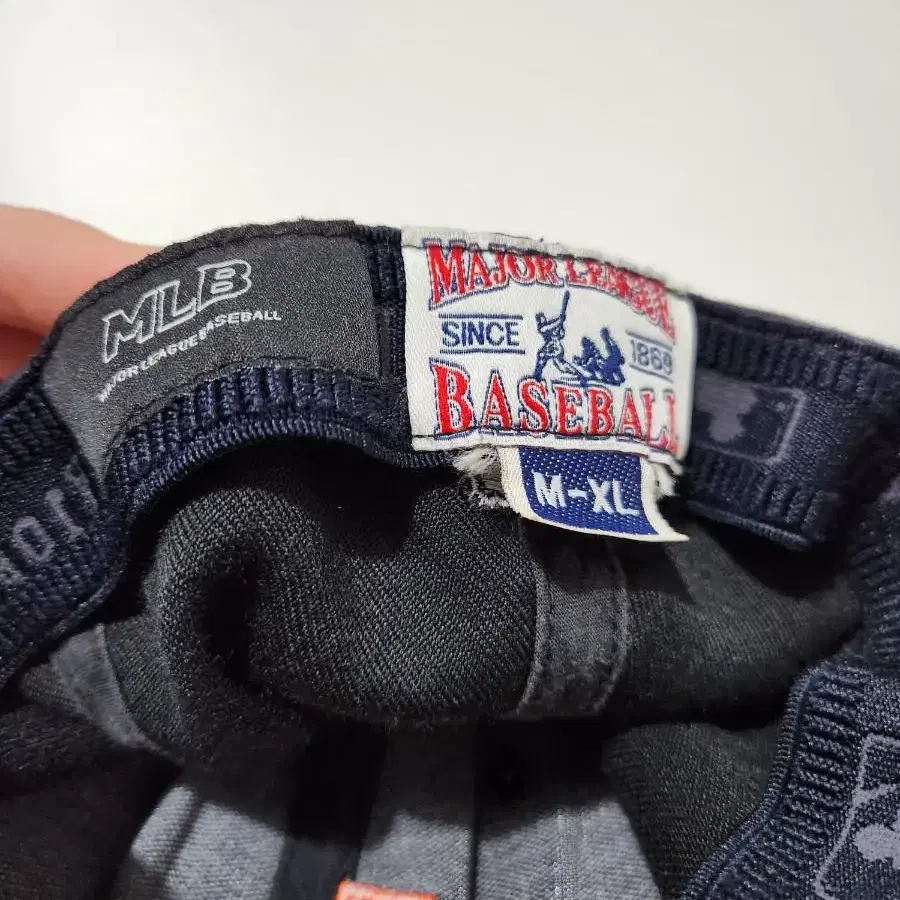 MLB
MAJOR LEAGUE BASEBALL
MAJOR LEAGUE
SINCE 1869
BASEBALL
M-XL